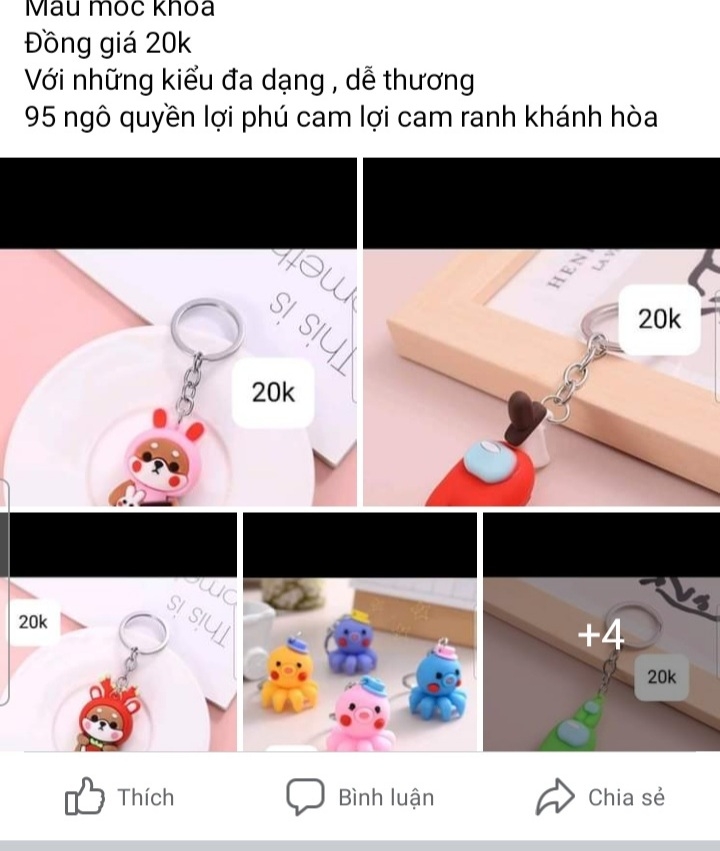 Mẫu móc khóa
Đồng giá 20k
Với những kiểu đa dạng , dễ thương
95 ngô quyền lợi phú cam lợi cam ranh khánh hòa
This is
20k
HEN
LA V
20k
This is
20k
+4
20k
Thích
Bình luận
Chia sẻ